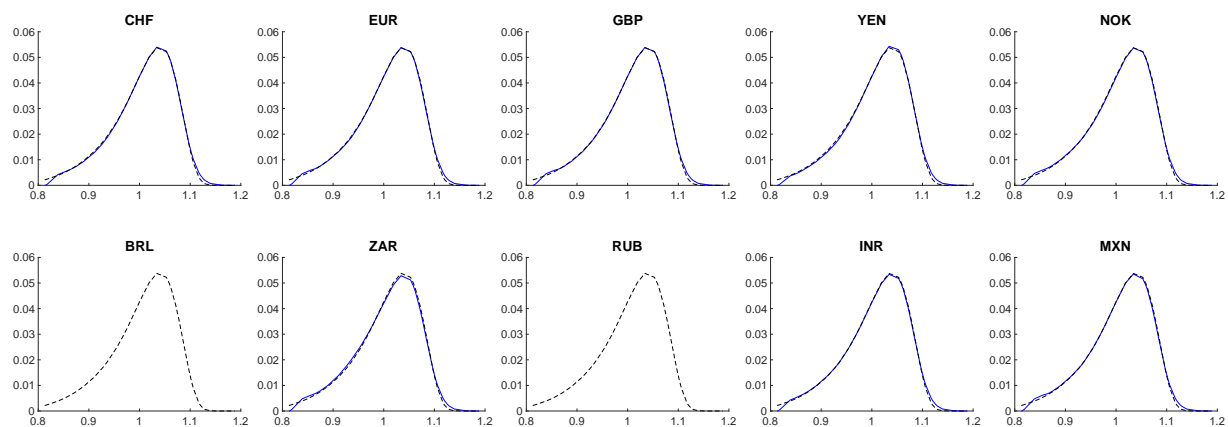 CHF EUR GBP YEN NOK
0.06 0.06 0.06 0.06 0.06
0.05 0.05 0.05 0.05 0.05
0.04 0.04 0.04 0.04 0.04
0.03 0.03 0.03 0.03 0.03
0.02 0.02 0.02 0.02 0.02
0.01 0.01 0.01 0.01 0.01
0 0 0 0 0
0.8 0.9 1 1.1 1.2 0.8 0.9 1 1.1 1.2 0.8 0.9 1 1.1 1.2 0.8 0.9 1 1.1 1.2 0.8 0.9 1 1.1 1.2
BRL ZAR RUB INR MXN
0.06 0.06 0.06 0.06 0.06
0.05 0.05 0.05 0.05 0.05
0.04 0.04 0.04 0.04 0.04
0.03 0.03 0.03 0.03 0.03
0.02 0.02 0.02 0.02 0.02
0.01 0.01 0.01 0.01 0.01
0 0 0 0 0
0.8 0.9 1 1.1 1.2 0.8 0.9 1 1.1 1.2 0.8 0.9 1 1.1 1.2 0.8 0.9 1 1.1 1.2 0.8 0.9 1 1.1 1.2